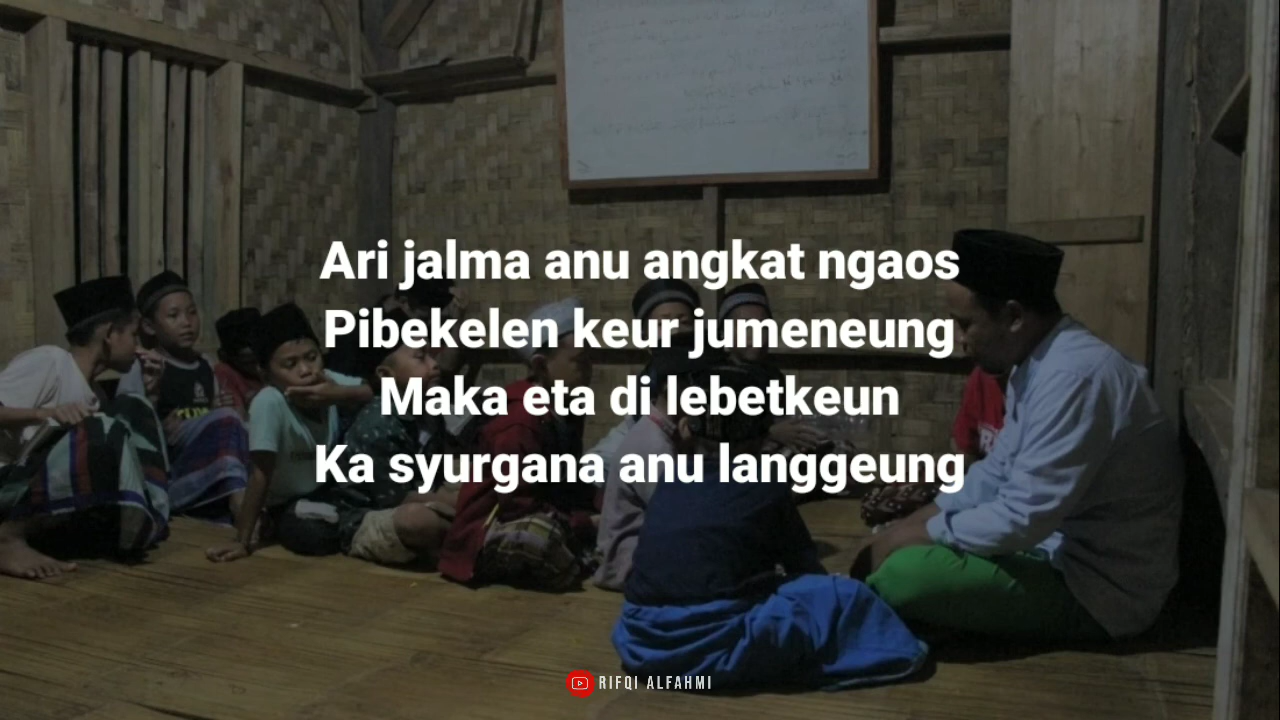 Ari jalma anu angkat ngaos
Pibekelen keur jumeneung
Maka eta di lebetkeun
Ka syurgana anu langgeung
RIFQI ALFAHMI